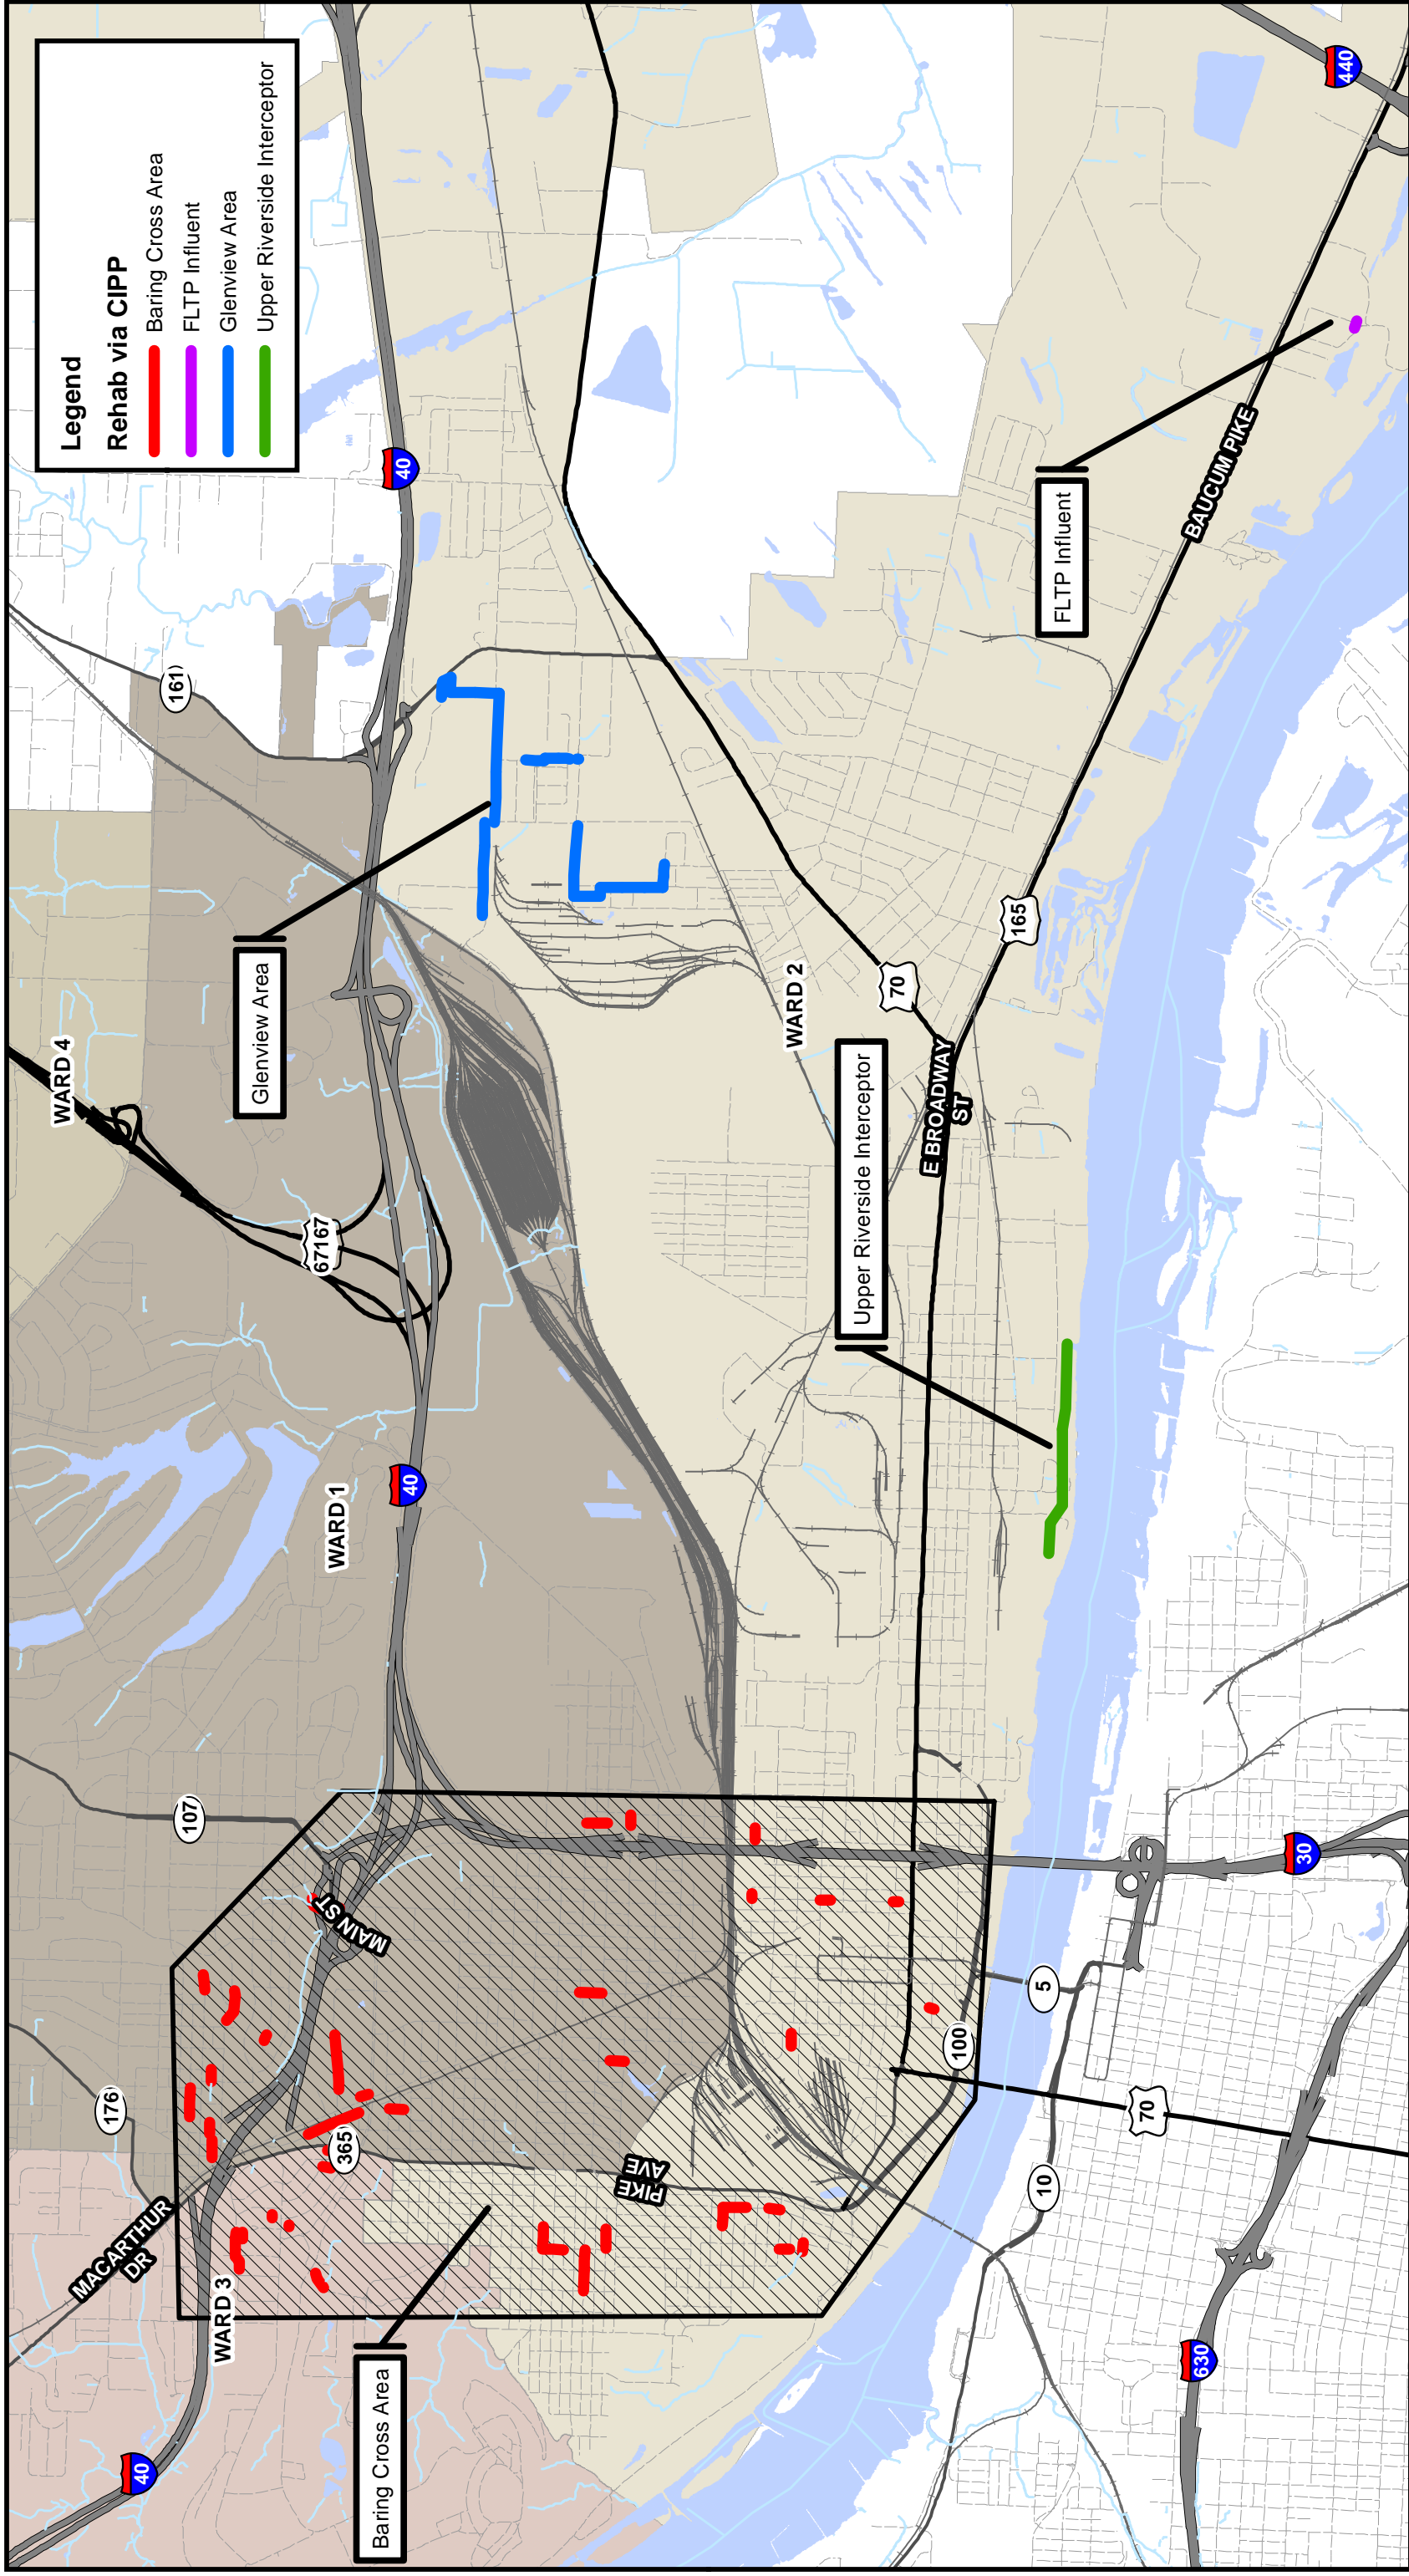 Legend
Rehab via CIPP
Baring Cross Area
FLTP Influent
Glenview Area
Upper Riverside Interceptor
40
WARD 3
MACARTHUR
DR
176
107
WARD 1
40
WARD 4
67167
161
40
440
Glenview Area
Baring Cross Area
365
MAIN ST
PIKE
AVE
WARD 2
70
Upper Riverside Interceptor
E BROADWAY
ST
165
FLTP Influent
BAUCUM PIKE
100
5
70
10
30
630